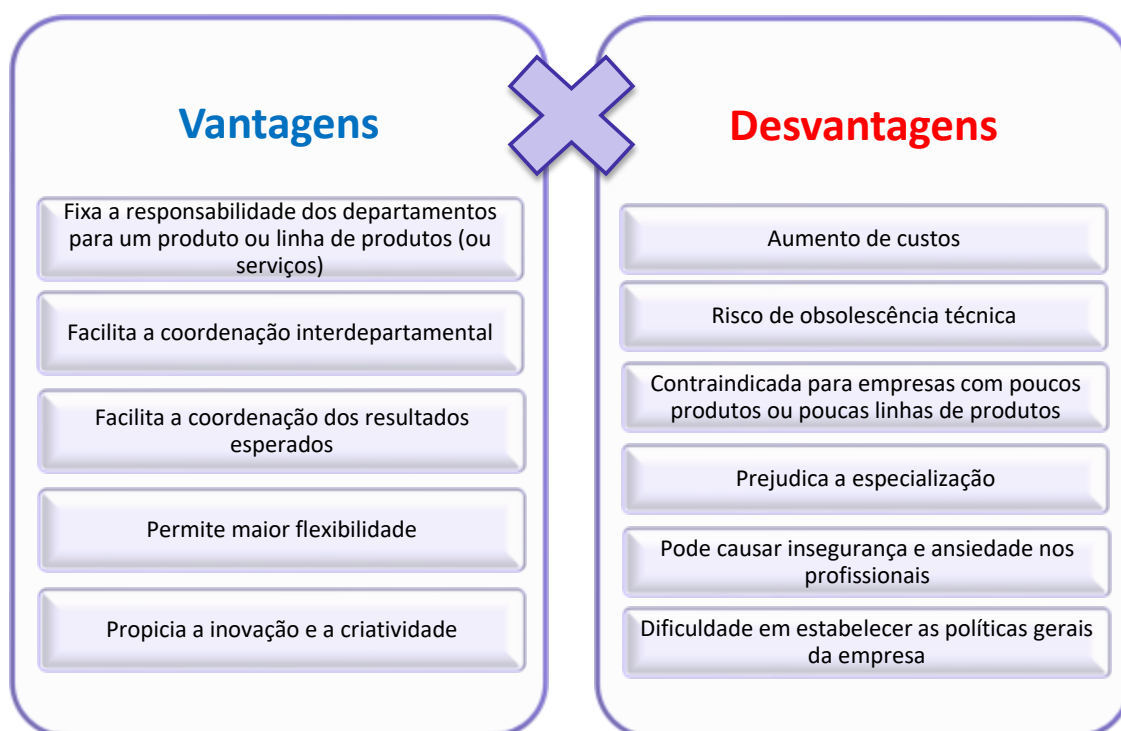 Vantagens
Fixa a responsabilidade dos departamentos
para um produto ou linha de produtos (ou
serviços)
Facilita a coordenação interdepartamental
Facilita a coordenação dos resultados
esperados
Permite maior flexibilidade
Propicia a inovação e a criatividade
Desvantagens
Aumento de custos
Risco de obsolescência técnica
Contraindicada para empresas com poucos
produtos ou poucas linhas de produtos
Prejudica a especialização
Pode causar insegurança e ansiedade nos
profissionais
Dificuldade em estabelecer as políticas gerais
da empresa